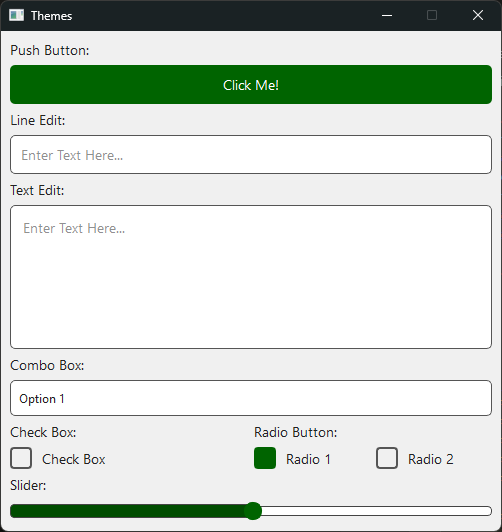 Themes
Push Button:
Click Me!
Line Edit:
Enter Text Here...
Text Edit:
Enter Text Here...
Combo Box:
Option 1
Check Box: Radio Button:
Check Box Radio 1 Radio 2
Slider: